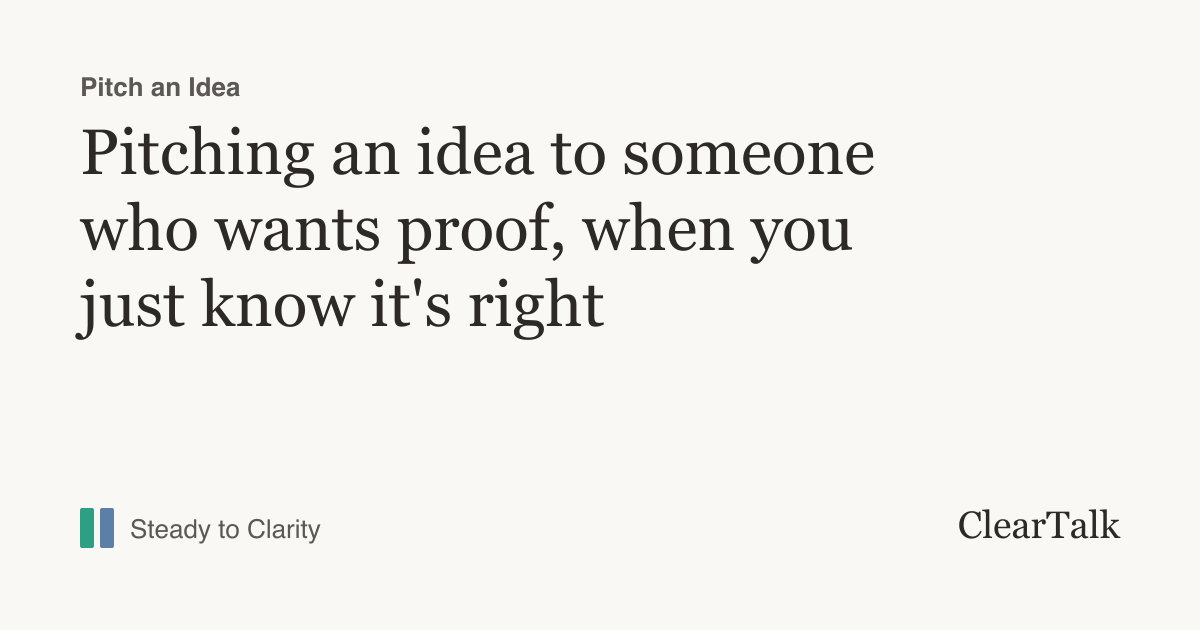 Pitch an Idea
Pitching an idea to someone
who wants proof, when you
just know it's right
Steady to Clarity
ClearTalk